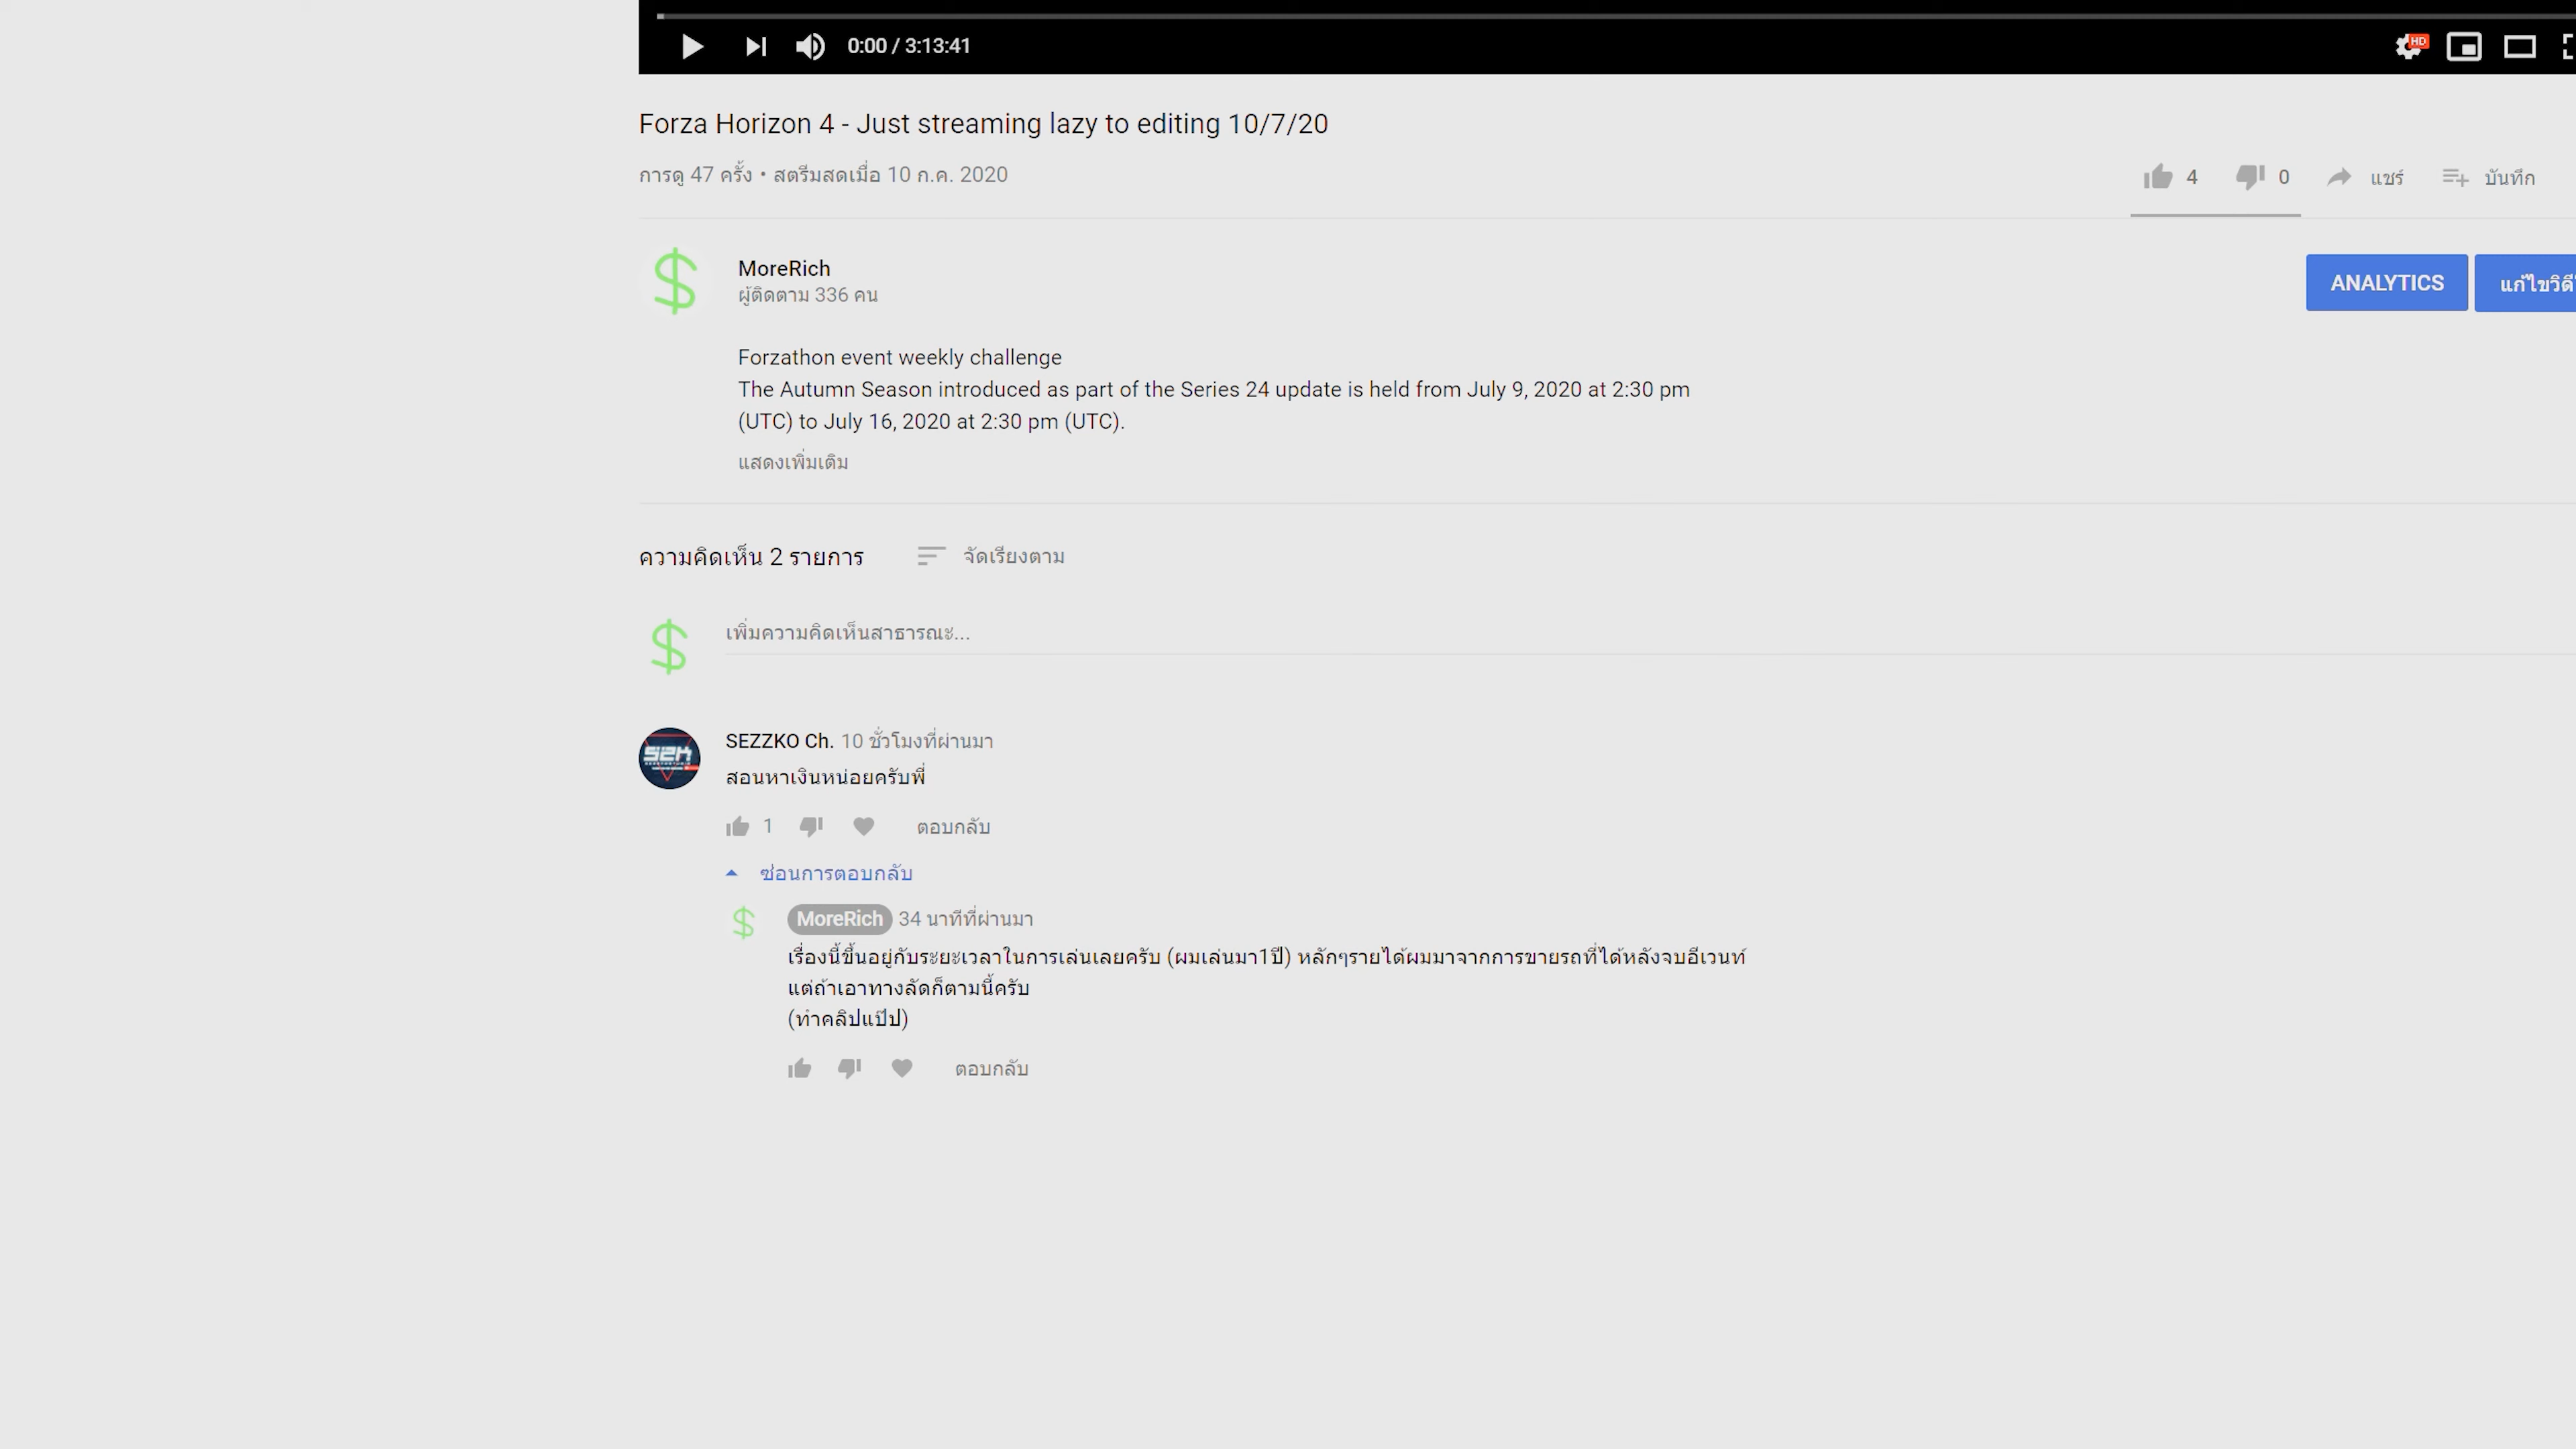 0:00 / 3:13:41
HD
Forza Horizon 4 - Just streaming lazy to editing 10/7/20
การดู 47 ครั้ง • สตรีมสดเมื่อ 10 ก.ค. 2020
4 0 แชร์ บันทึก
MoreRich
ผู้ติดตาม 336 คน
ANALYTICS
Forzathon event weekly challenge
The Autumn Season introduced as part of the Series 24 update is held from July 9, 2020 at 2:30 pm
(UTC) to July 16, 2020 at 2:30 pm (UTC).
แสดงเพิ่มเติม
ความคิดเห็น 2 รายการ จัดเรียงตาม
เพิ่มความคิดเห็นสาธารณะ...
SEZZKO Ch. 10 ชั่วโมงที่ผ่านมา
สอนหาเงินหน่อยครับพี่
1 ตอบกลับ
ซ่อนการตอบกลับ
MoreRich 34 นาทีที่ผ่านมา
เรื่องนี้ขึ้นอยู่กับระยะเวลาในการเล่นเลยครับ (ผมเล่นมา1ปี) หลักๆรายได้ผมมาจากการขายรถที่ได้หลังจบอีเวนท์
แต่ถ้าเอาทางลัดก็ตามนี้ครับ
(ทำคลิปแป๊ป)
ตอบกลับ